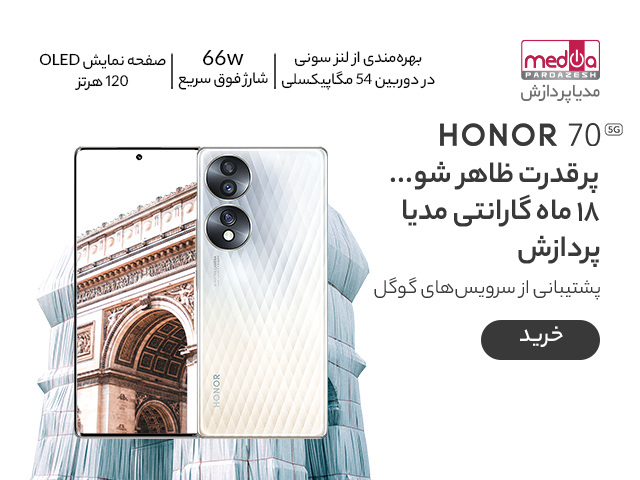 medua
PARDAZESH
مدیاپردازش
بهره‌مندی از لنز سونی
در دوربین 54 مگاپیکسلی
66w
شارژ فوق سریع
صفحه نمایش OLED
120 هرتز
HONOR 70 5G
پرقدرت ظاهر شو...
۱۸ ماه گارانتی مدیا
پردازش
پشتیبانی از سرویس‌های گوگل
خرید
HONOR